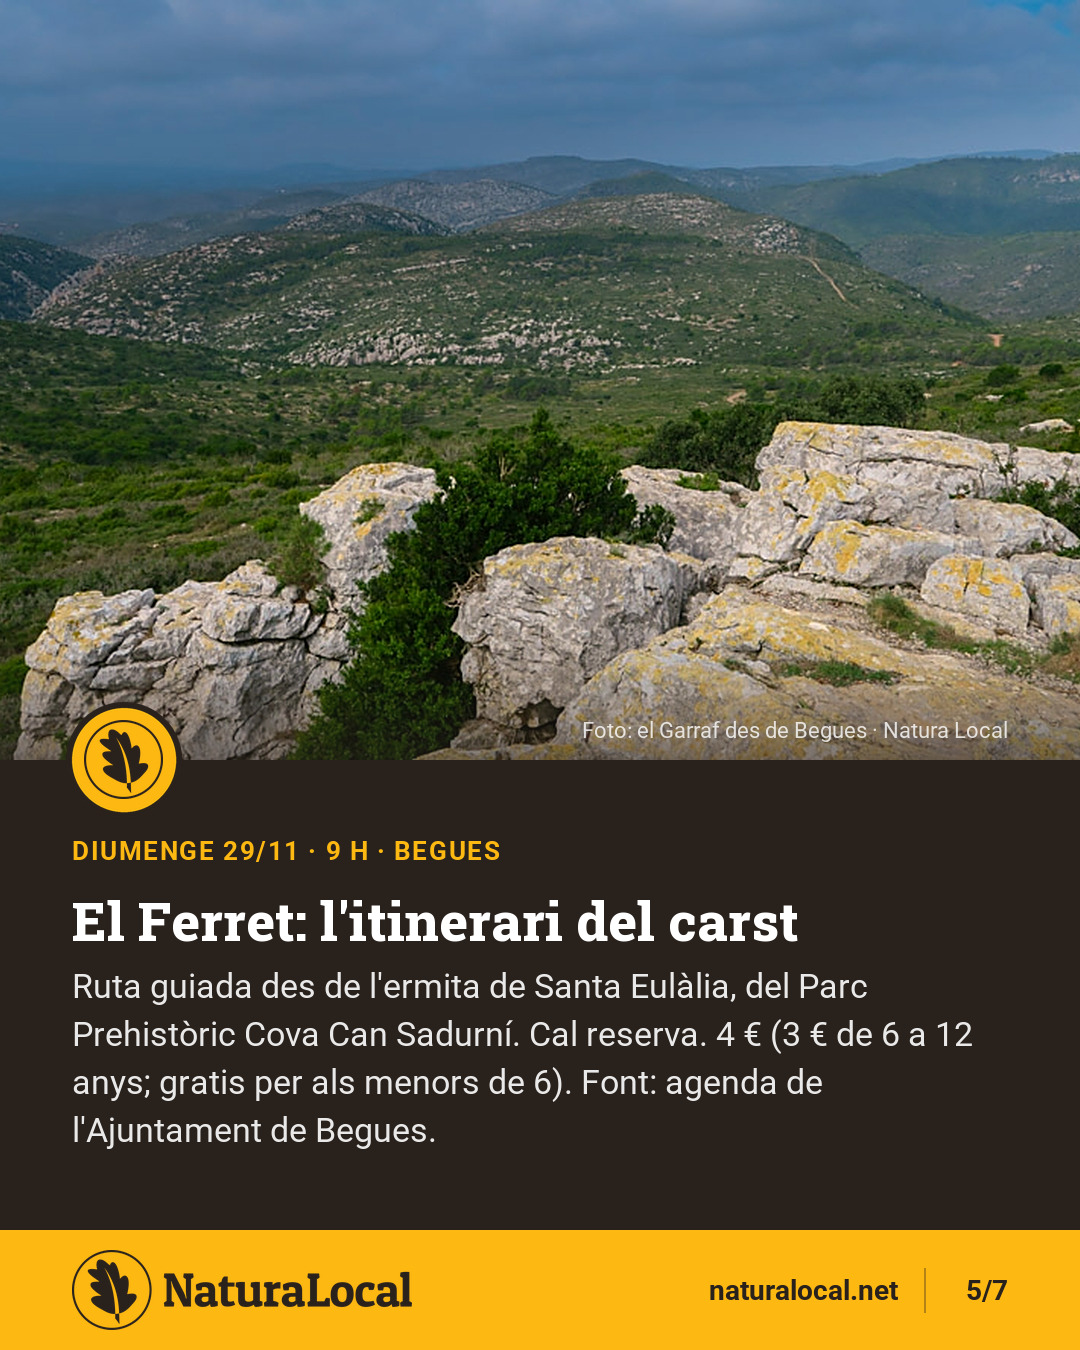 Foto: el Garraf des de Begues · Natura Local
DIUMENGE 29/11 · 9 H · BEGUES
El Ferret: l'itinerari del carst
Ruta guiada des de l'ermita de Santa Eulàlia, del Parc
Prehistòric Cova Can Sadurní. Cal reserva. 4 € (3 € de 6 a 12
anys; gratis per als menors de 6). Font: agenda de
l'Ajuntament de Begues.
NaturaLocal
naturalocal.net
5/7